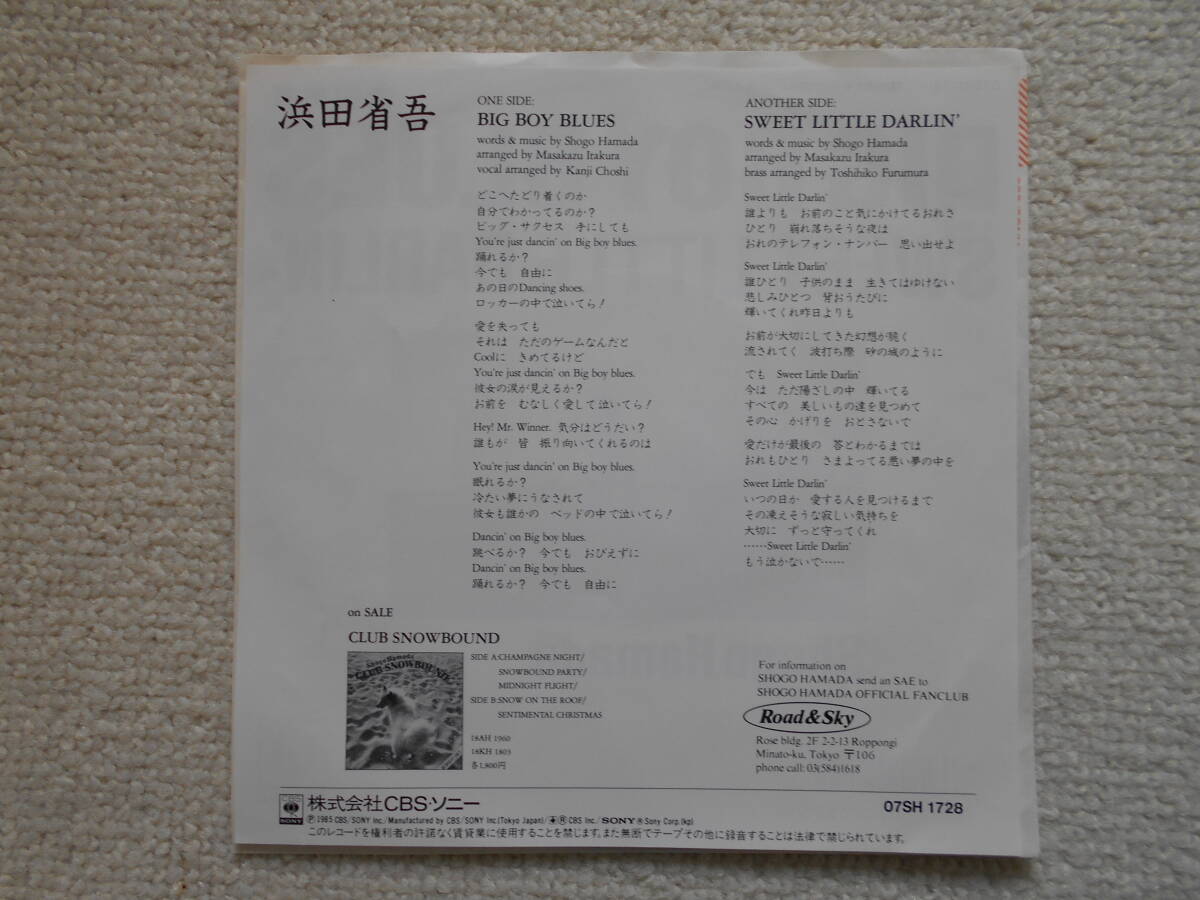 浜田省吾
ONE SIDE:
BIG BOY BLUES
words & music by Shogo Hamada
arranged by Masakazu Itakura
vocal arranged by Kanji Choshi
どこへたどり着くのか
自分でわかってるのか？
ビッグ・サクセス 手にしても
You're just dancin' on Big boy blues.
踊れるか？
今でも 自由に
あの日のDancing shoes.
ロッカーの中で泣いてら！
愛を失っても
それは ただのゲームなんだと
Coolに きめてるけど
You're just dancin' on Big boy blues.
彼女の涙が見えるか？
お前を むなしく愛して泣いてら！
Hey! Mr. Winner. 気分はどうだい？
誰もが 皆 振り向いてくれるのは
You're just dancin' on Big boy blues.
眠れるか？
冷たい夢にうなされて
彼女も誰かの ベッドの中で泣いてら！
Dancin' on Big boy blues.
跳べるか？ 今でも おびえずに
Dancin' on Big boy blues.
踊れるか？ 今でも 自由に
ANOTHER SIDE:
SWEET LITTLE DARLIN'
words & music by Shogo Hamada
arranged by Masakazu Itakura
brass arranged by Toshihiko Furumura
Sweet Little Darlin'
誰よりも お前のこと気にかけてるおれさ
ひとり 崩れ落ちそうな夜は
おれのテレフォン・ナンバー 思い出せよ
Sweet Little Darlin'
誰ひとり 子供のまま 生きてはゆけない
悲しみひとつ 背おうたびに
輝いてくれ昨日よりも
お前が大切にしてきた幻想が脆く
流されてく 波打ち際 砂の城のように
でも Sweet Little Darlin'
今は ただ陽ざしの中 輝いてる
すべての 美しいもの達を見つめて
その心 かげりを おとさないで
愛だけが最後の 答とわかるまでは
おれもひとり さまよってる悪い夢の中を
Sweet Little Darlin'
いつの日か 愛する人を見つけるまで
その凍えそうな寂しい気持ちを
大切に ずっと守ってくれ
……Sweet Little Darlin'
もう泣かないで……
on SALE
CLUB SNOWBOUND
Shogo Hamada
CLUB SNOWBOUND
SIDE A:CHAMPAGNE NIGHT/
SNOWBOUND PARTY/
MIDNIGHT FLIGHT/
SIDE B:SNOW ON THE ROOF/
SENTIMENTAL CHRISTMAS
18AH 1960
18KH 1803
各1,800円
For information on
SHOGO HAMADA send an SAE to
SHOGO HAMADA OFFICIAL FANCLUB
Road&Sky
Rose bldg. 2F 2-2-13 Roppongi
Minato-ku, Tokyo 〒106
phone call: 03(584)1618
SONY 株式会社CBS・ソニー
07SH 1728
Ⓟ1985 CBS/SONY Inc./Manufactured by CBS/SONY Inc.(Tokyo Japan)/ ® CBS Inc./SONY ® Sony Corp.(kp)
このレコードを権利者の許諾なく賃貸業に使用することを禁じます。また無断でテープその他に録音することは法律で禁じられています。